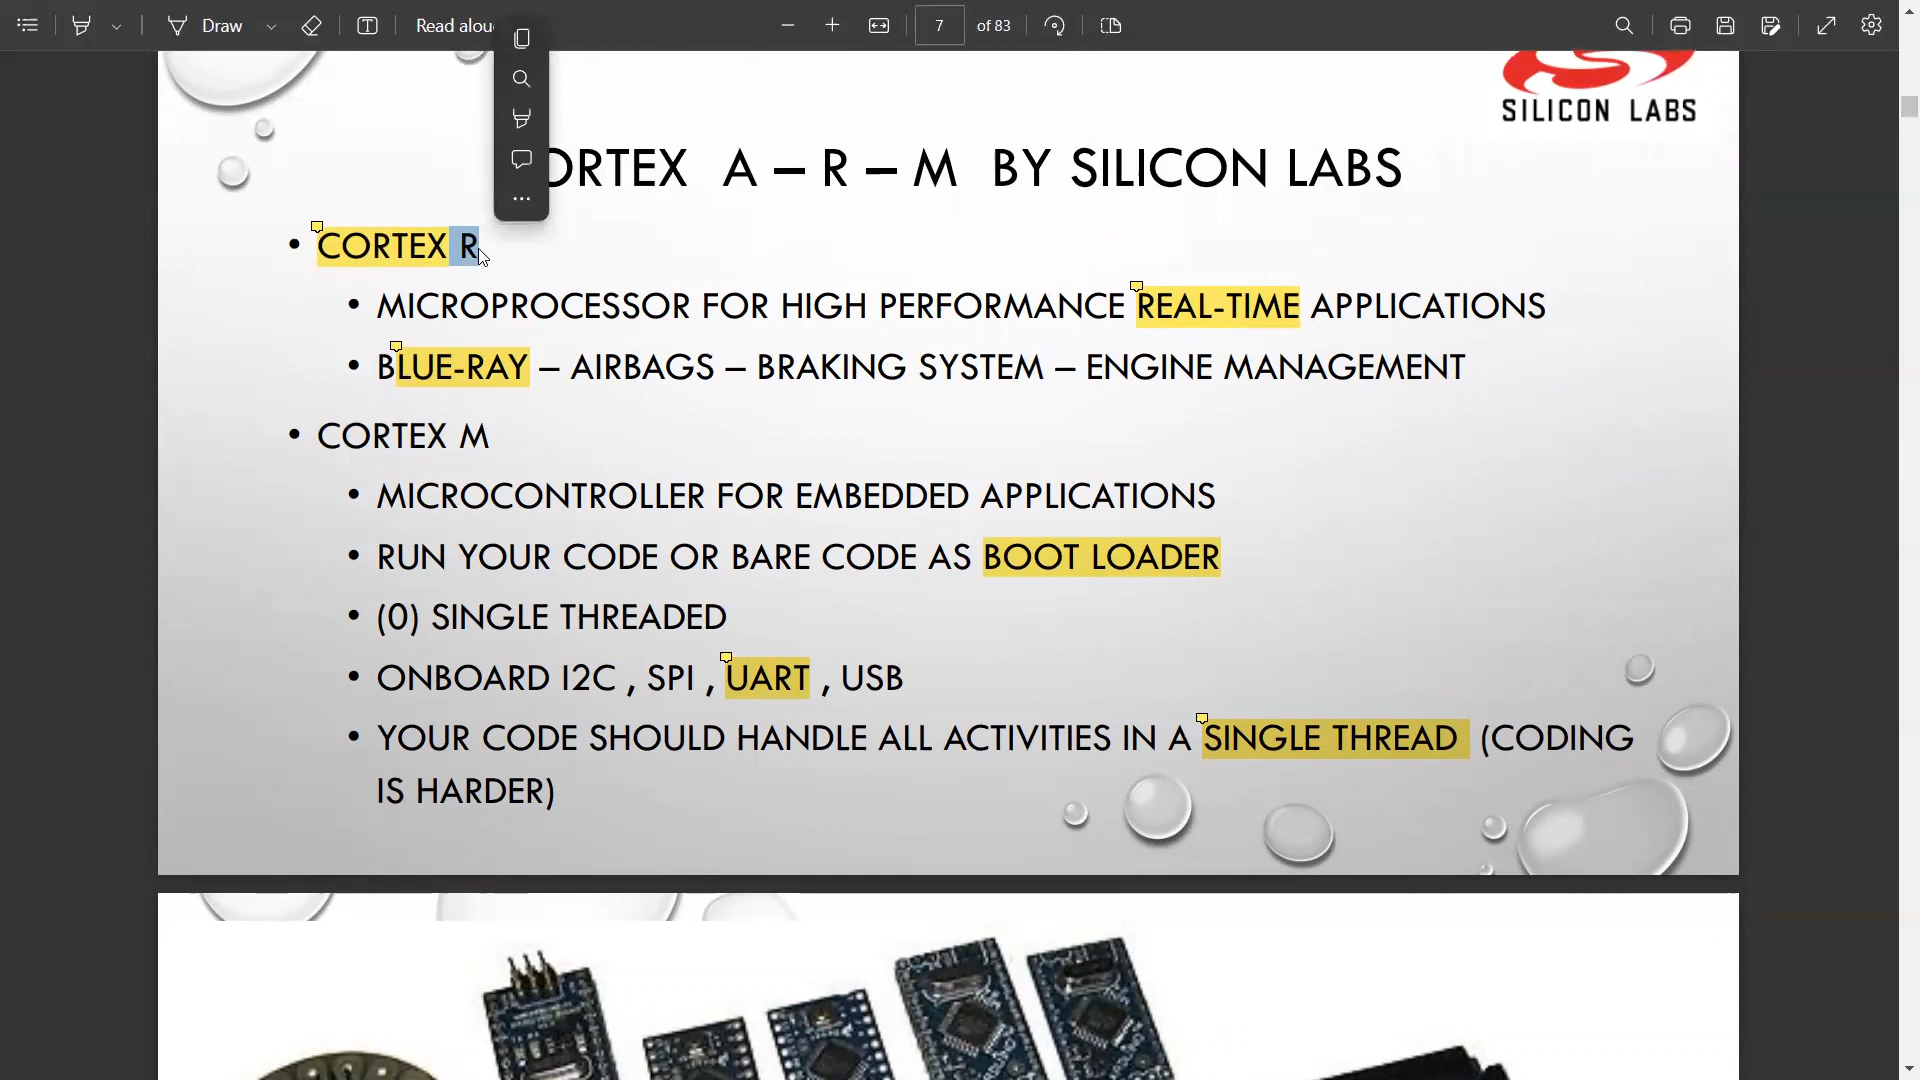 Draw
Read alou
7
of 83
SILICON LABS
ORTEX A – R – M BY SILICON LABS
• CORTEX R
• MICROPROCESSOR FOR HIGH PERFORMANCE REAL-TIME APPLICATIONS
• BLUE-RAY – AIRBAGS – BRAKING SYSTEM – ENGINE MANAGEMENT
• CORTEX M
• MICROCONTROLLER FOR EMBEDDED APPLICATIONS
• RUN YOUR CODE OR BARE CODE AS BOOT LOADER
• (0) SINGLE THREADED
• ONBOARD I2C , SPI , UART , USB
• YOUR CODE SHOULD HANDLE ALL ACTIVITIES IN A SINGLE THREAD (CODING
IS HARDER)